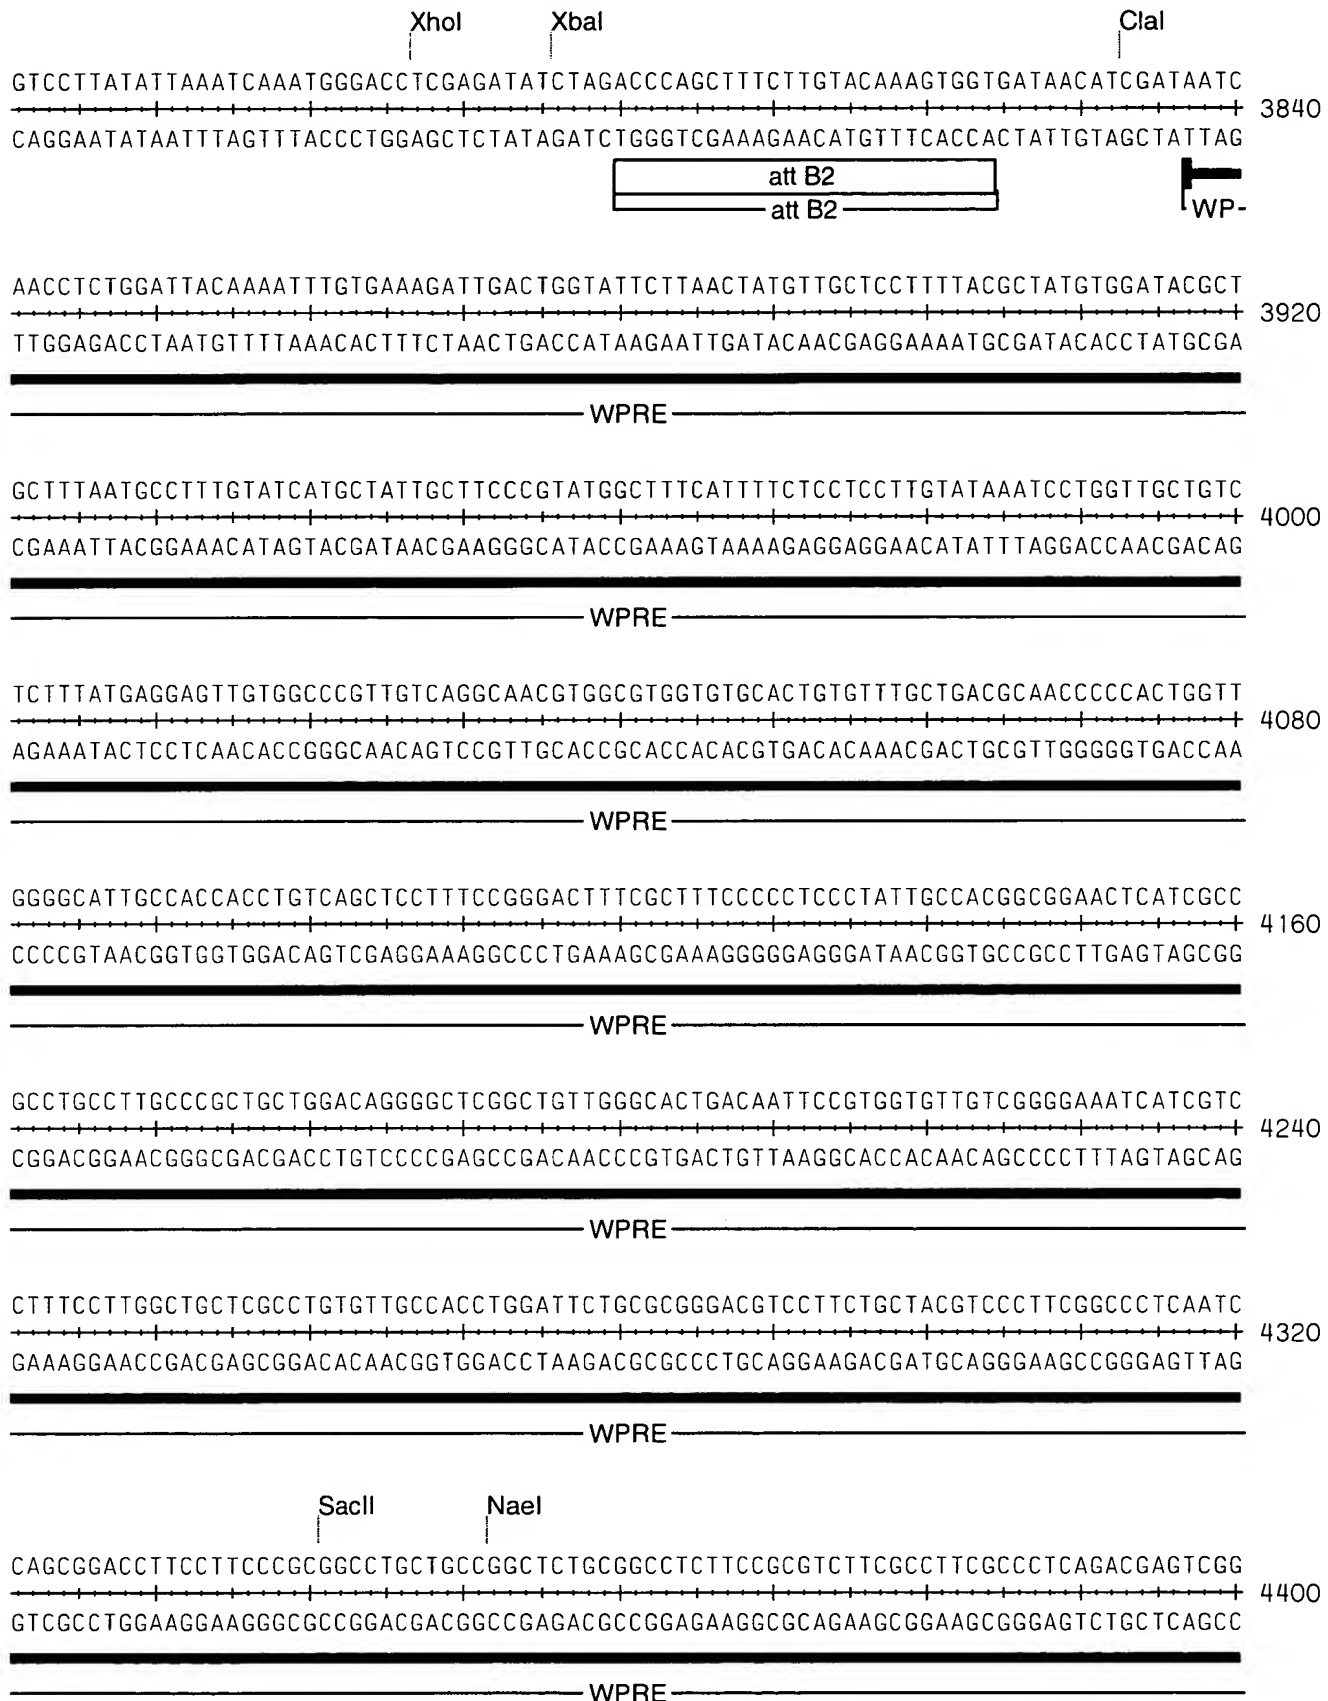 XhoI XbaI ClaI
GTCCTTATATTAAATCAAATGGGACCTCGAGATATCTAGACCCAGCTTTCTTGTACAAAGTGGTGATAACATCGATAATC
3840
CAGGAATATAATTTAGTTTACCCTGGAGCTCTATAGATCTGGGTCGAAAGAACATGTTTCACCACTATTGTAGCTATTAG
att B2
att B2
WP-
AACCTCTGGATTACAAAATTTGTGAAAGATTGACTGGTATTCTTAACTATGTTGCTCCTTTTACGCTATGTGGATACGCT
3920
TTGGAGACCTAATGTTTTAAACACTTTCTAACTGACCATAAGAATTGATACAACGAGGAAAATGCGATACACCTATGCGA
WPRE
GCTTTAATGCCTTTGTATCATGCTATTGCTTCCCGTATGGCTTTCATTTTCTCCTCCTTGTATAAATCCTGGTTGCTGTC
4000
CGAAATTACGGAAACATAGTACGATAACGAAGGGCATACCGAAAGTAAAAGAGGAGGAACATATTTAGGACCAACGACAG
WPRE
TCTTTATGAGGAGTTGTGGCCCGTTGTCAGGCAACGTGGCGTGGTGTGCACTGTGTTTGCTGACGCAACCCCCACTGGTT
4080
AGAAATACTCCTCAACACCGGGCAACAGTCCGTTGCACCGCACCACACGTGACACAAACGACTGCGTTGGGGGTGACCAA
WPRE
GGGGCATTGCCACCACCTGTCAGCTCCTTTCCGGGACTTTCGCTTTCCCCCTCCCTATTGCCACGGCGGAACTCATCGCC
4160
CCCCGTAACGGTGGTGGACAGTCGAGGAAAGGCCCTGAAAGCGAAAGGGGGAGGGATAACGGTGCCGCCTTGAGTAGCGG
WPRE
GCCTGCCTTGCCCGCTGCTGGACAGGGGCTCGGCTGTTGGGCACTGACAATTCCGTGGTGTTGTCGGGGAAATCATCGTC
4240
CGGACGGAACGGGCGACGACCTGTCCCCGAGCCGACAACCCGTGACTGTTAAGGCACCACAACAGCCCCTTTAGTAGCAG
WPRE
CTTTCCTTGGCTGCTCGCCTGTGTTGCCACCTGGATTCTGCGCGGGACGTCCTTCTGCTACGTCCCTTCGGCCCTCAATC
4320
GAAAGGAACCGACGAGCGGACACAACGGTGGACCTAAGACGCGCCCTGCAGGAAGACGATGCAGGGAAGCCGGGAGTTAG
WPRE
SacII NaeI
CAGCGGACCTTCCTTCCCGCGGCCTGCTGCCGGCTCTGCGGCCTCTTCCGCGTCTTCGCCTTCGCCCTCAGACGAGTCGG
4400
GTCGCCTGGAAGGAAGGGCGCCGGACGACGGCCGAGACGCCGGAGAAGGCGCAGAAGCGGAAGCGGGAGTCTGCTCAGCC
WPRE